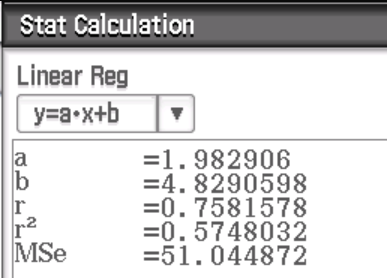 Stat Calculation
Linear Reg
y=a•x+b ▼
a =1.982906
b =4.8290598
r =0.7581578
r² =0.5748032
MSe =51.044872